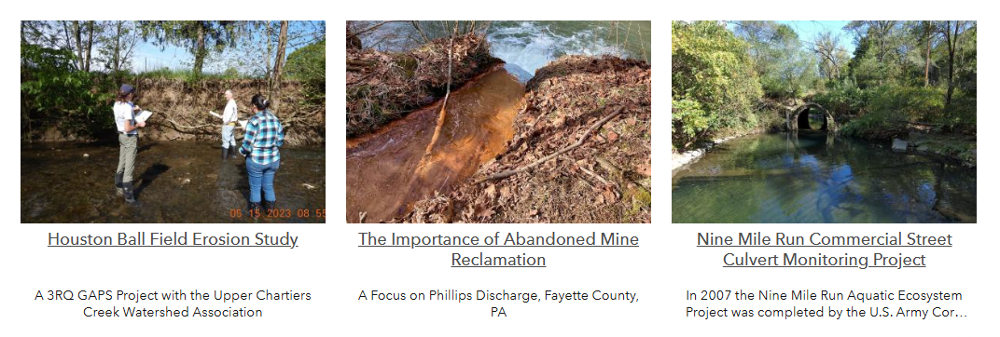 05 15 2023 08:55
Houston Ball Field Erosion Study
A 3RQ GAPS Project with the Upper Chartiers
Creek Watershed Association
The Importance of Abandoned Mine
Reclamation
A Focus on Phillips Discharge, Fayette County,
PA
Nine Mile Run Commercial Street
Culvert Monitoring Project
In 2007 the Nine Mile Run Aquatic Ecosystem
Project was completed by the U.S. Army Cor...